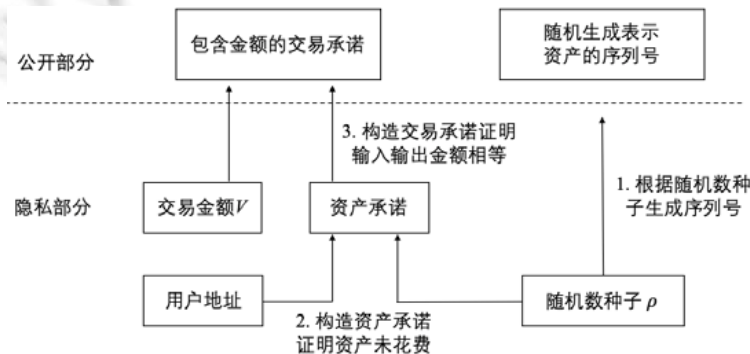 公开部分
包含金额的交易承诺
随机生成表示
资产的序列号
3. 构造交易承诺证明
输入输出金额相等
1. 根据随机数种
子生成序列号
隐私部分
交易金额V
资产承诺
用户地址
2. 构造资产承诺
证明资产未花费
随机数种子 ρ